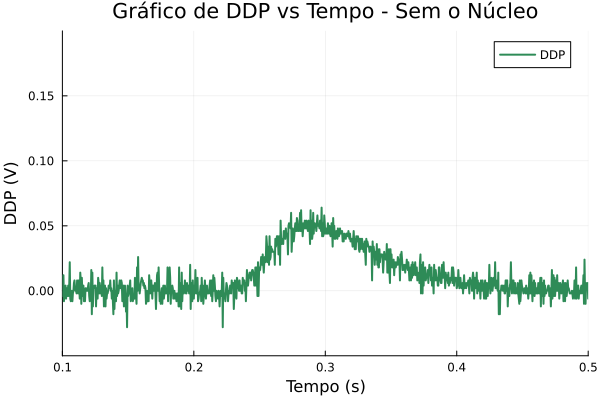 Gráfico de DDP vs Tempo - Sem o Núcleo
DDP
DDP (V)
0.15
0.10
0.05
0.00
0.1 0.2 0.3 0.4 0.5
Tempo (s)